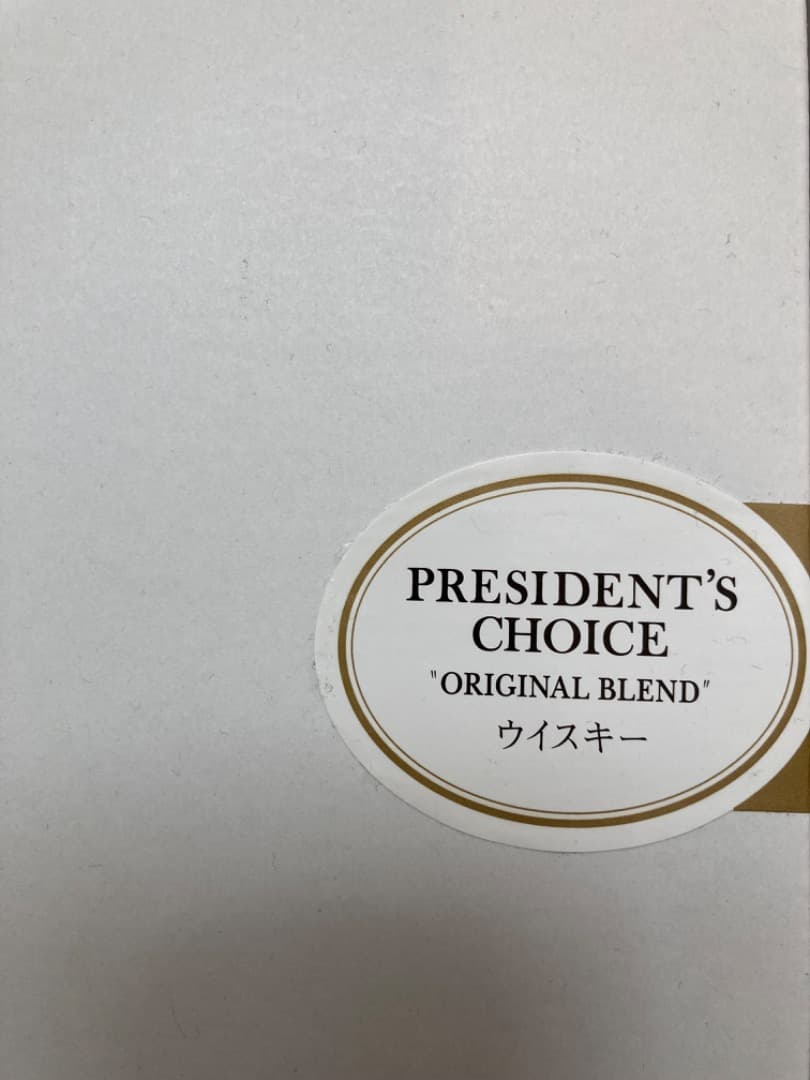 PRESIDENT'S
CHOICE
"ORIGINAL BLEND"
ウイスキー